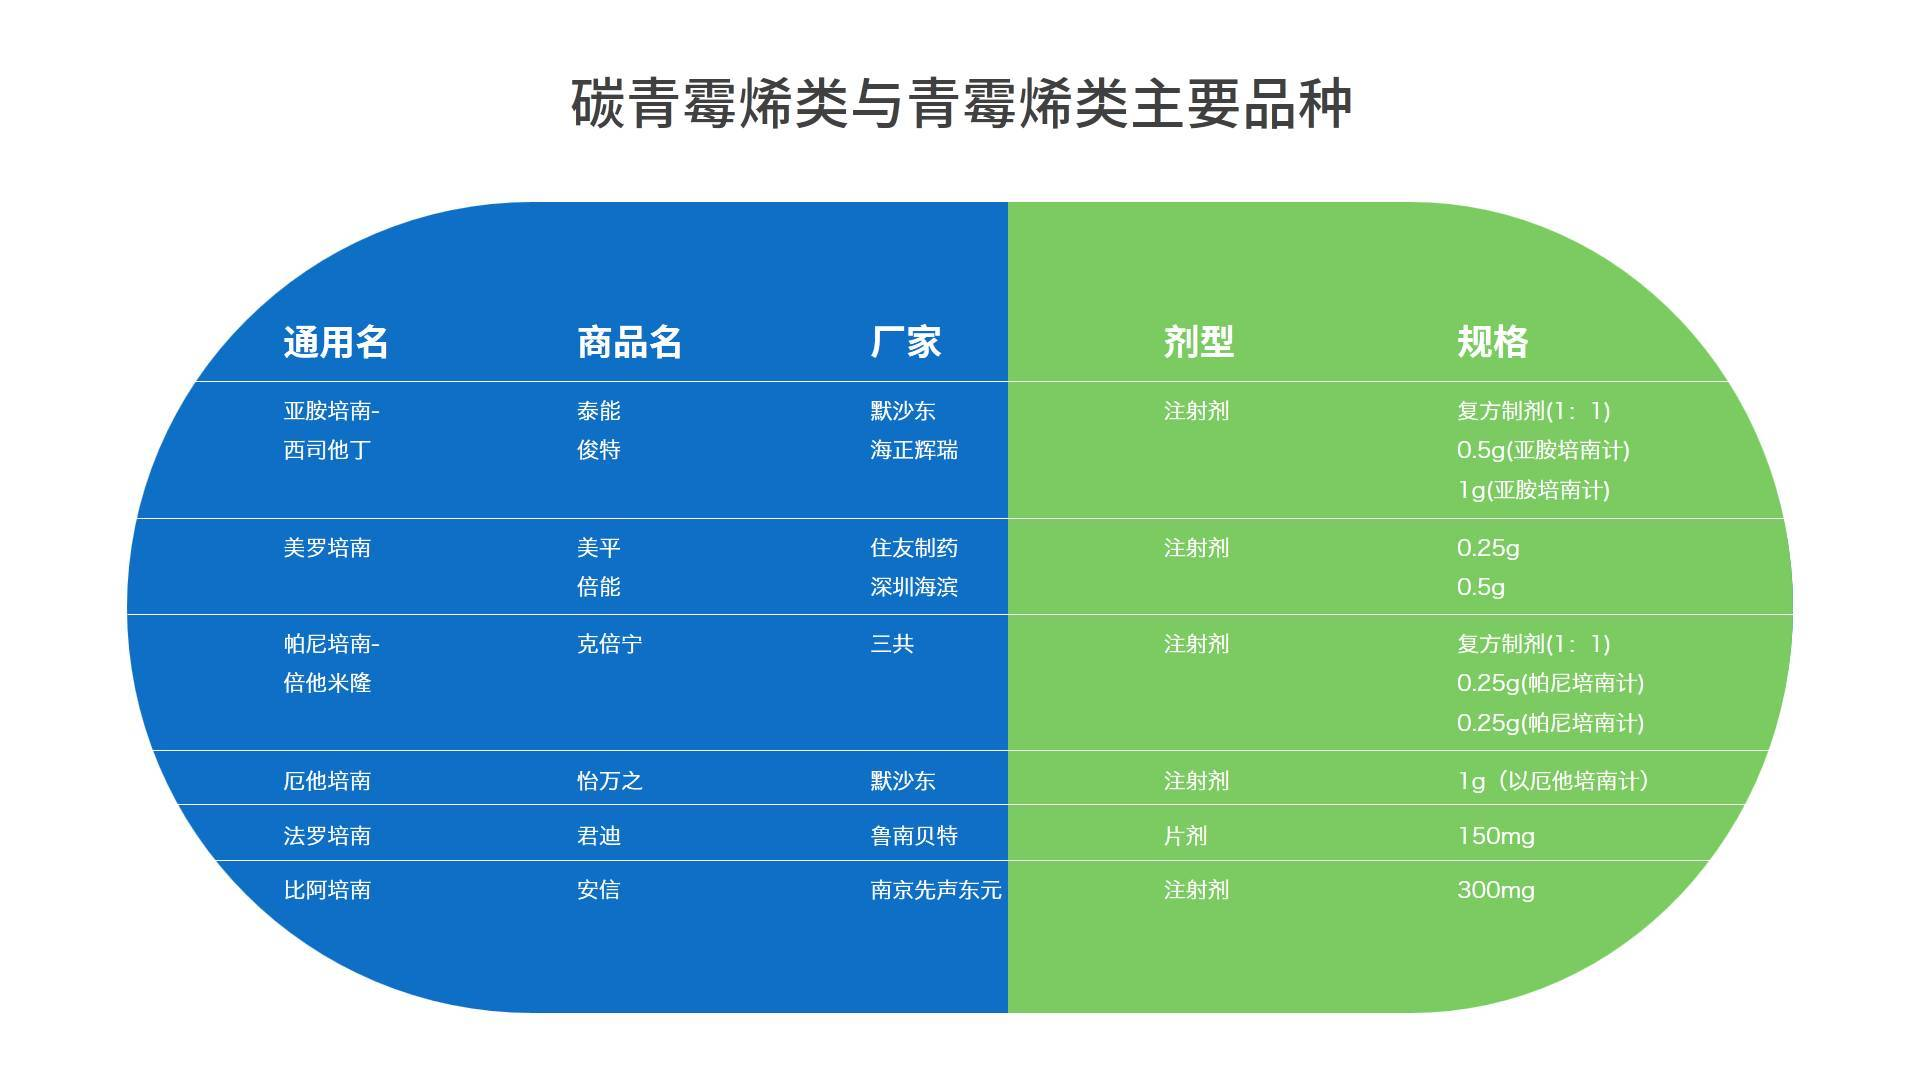 碳青霉烯类与青霉烯类主要品种
通用名 商品名 厂家 剂型 规格
亚胺培南- 泰能 默沙东 注射剂 复方制剂(1：1)
西司他丁 俊特 海正辉瑞 0.5g(亚胺培南计)
1g(亚胺培南计)
美罗培南 美平 住友制药 注射剂 0.25g
倍能 深圳海滨 0.5g
帕尼培南- 克倍宁 三共 注射剂 复方制剂(1：1)
倍他米隆 0.25g(帕尼培南计)
0.25g(帕尼培南计)
厄他培南 怡万之 默沙东 注射剂 1g（以厄他培南计）
法罗培南 君迪 鲁南贝特 片剂 150mg
比阿培南 安信 南京先声东元 注射剂 300mg